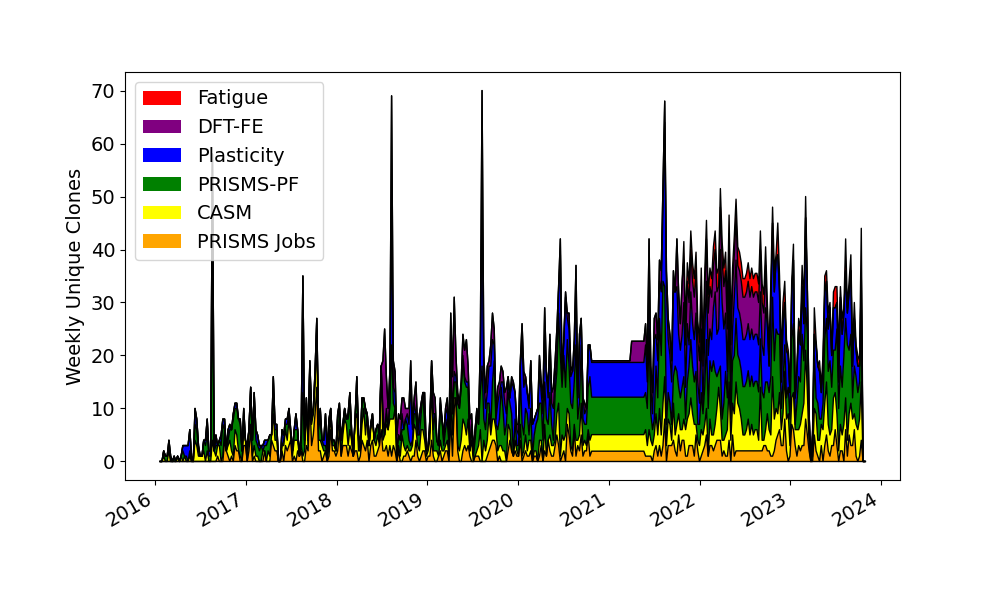 Weekly Unique Clones
70
60
50
40
30
20
10
0
Fatigue
DFT-FE
Plasticity
PRISMS-PF
CASM
PRISMS Jobs
2016
2017
2018
2019
2020
2021
2022
2023
2024